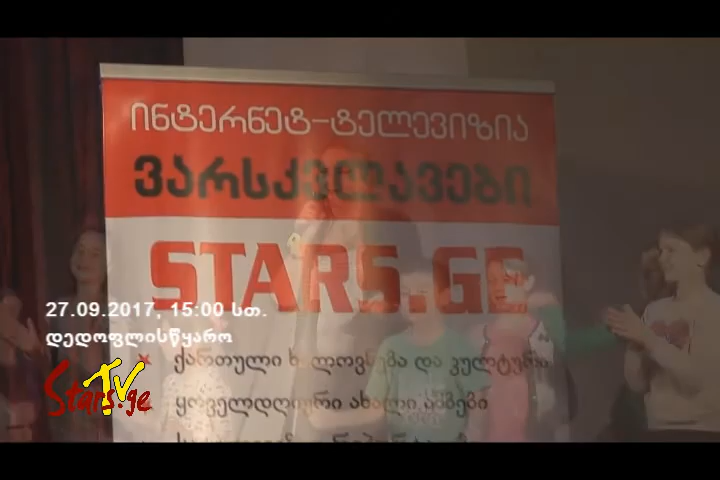 ინტერნეტ-ტელევიზია
ვარსკვლავები
STARS.GE
27.09.2017, 15:00 სთ.
დედოფლისწყარო
ქართული ხელოვნება და კულტურა
ყოველდღიური ახალი ამბები
TV
Stars.ge